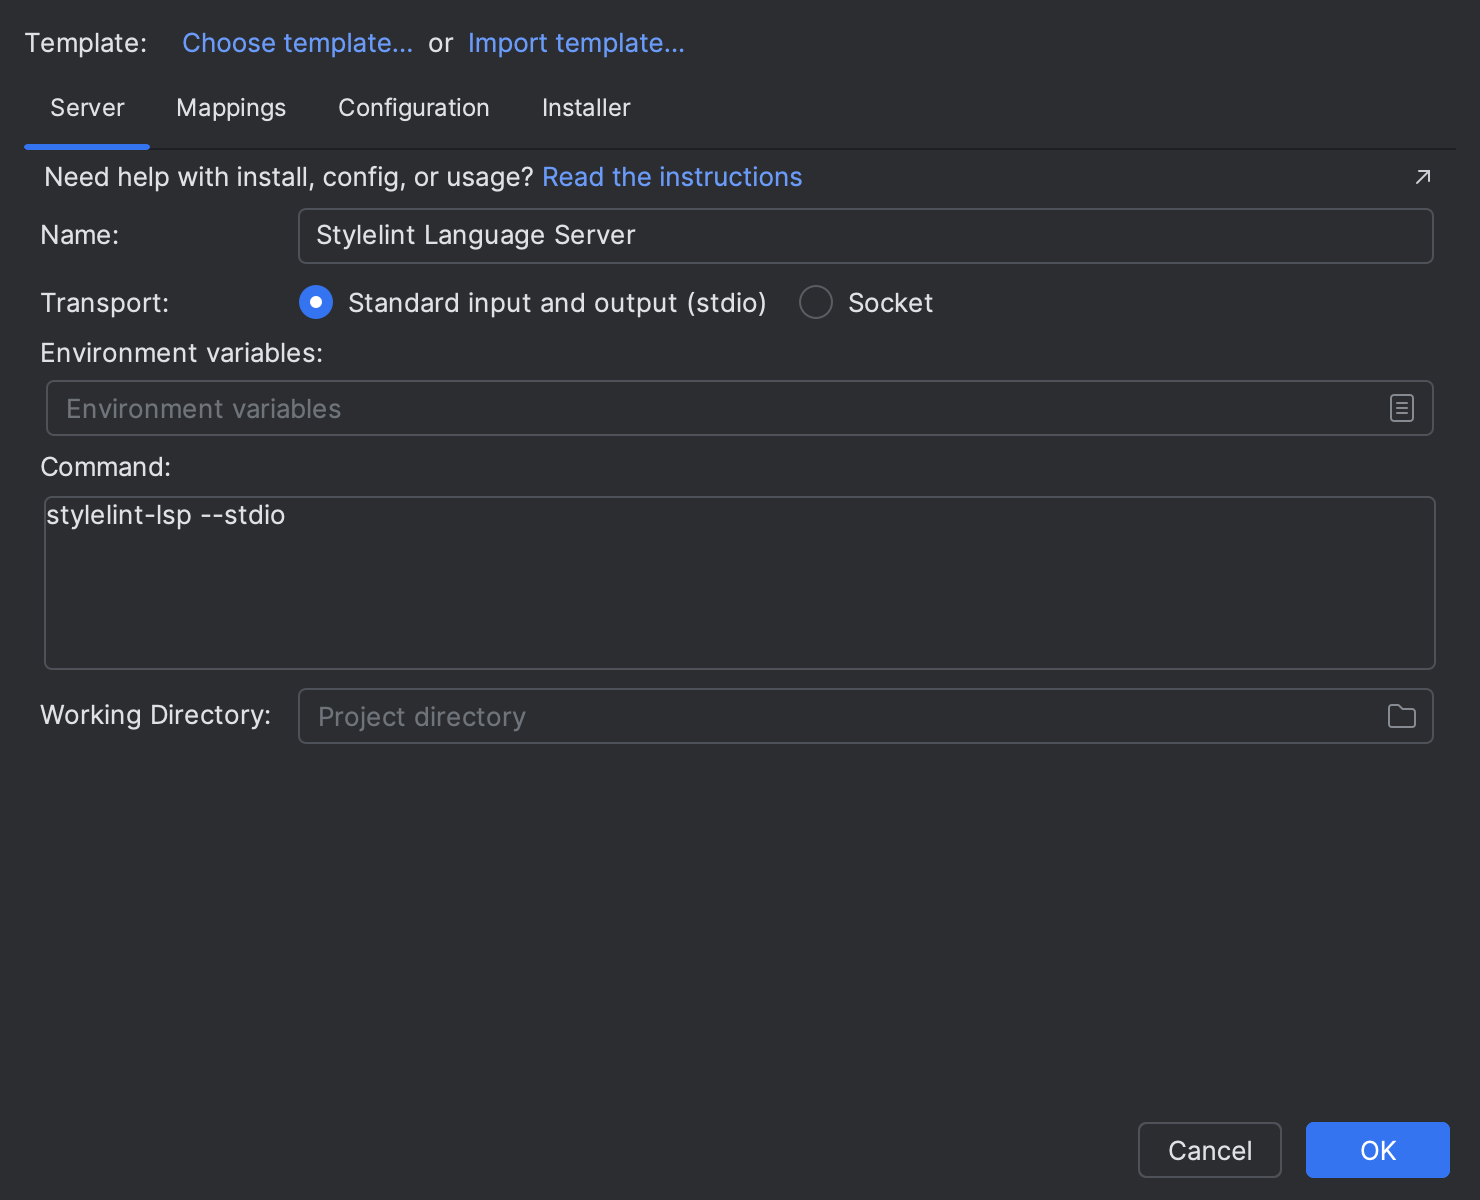 Template: Choose template... or Import template...
Server Mappings Configuration Installer
Need help with install, config, or usage? Read the instructions
Name: Stylelint Language Server
Transport: Standard input and output (stdio) Socket
Environment variables:
Environment variables
Command:
stylelint-lsp --stdio
Working Directory: Project directory
Cancel OK